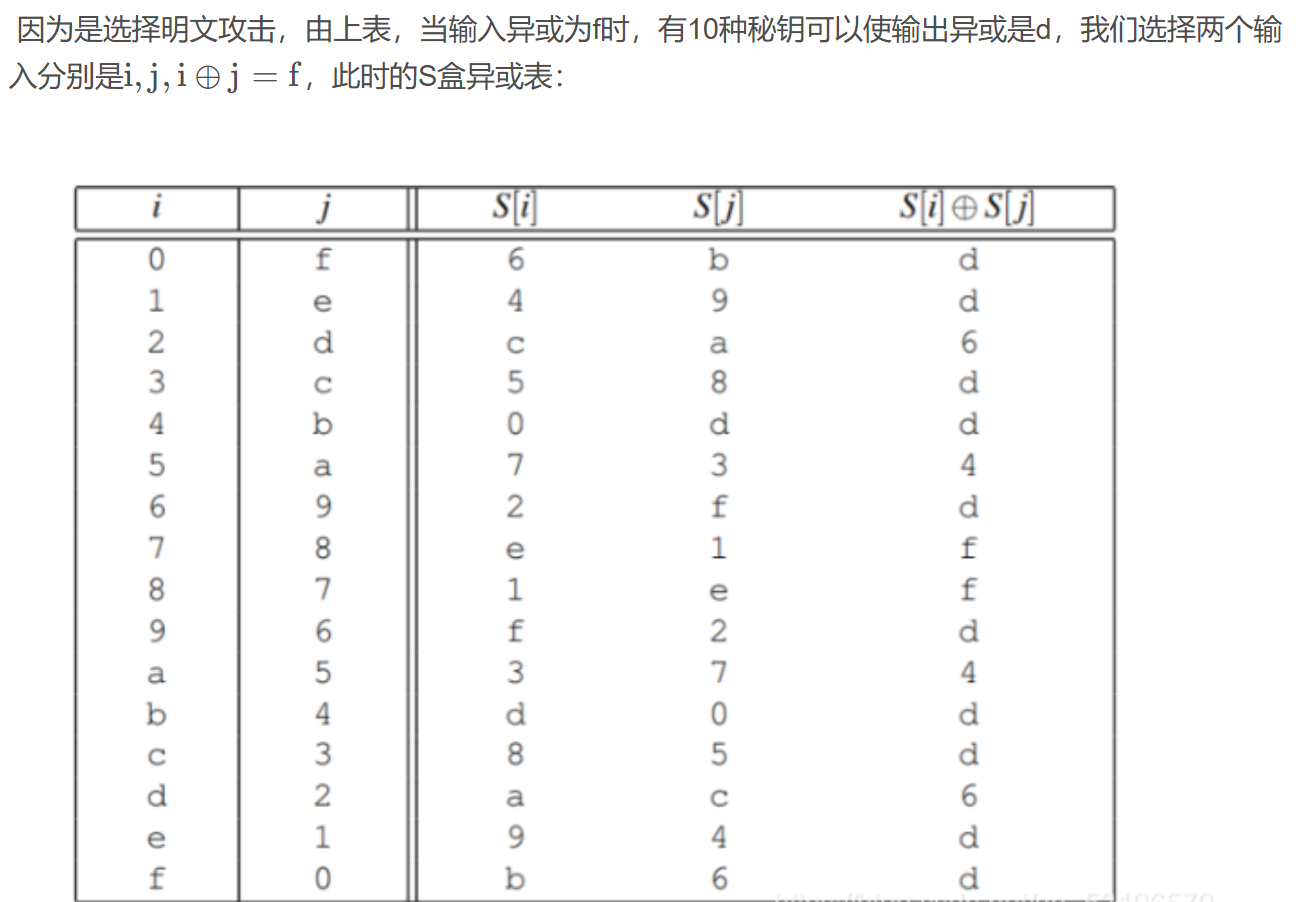 因为是选择明文攻击，由上表，当输入异或为f时，有10种秘钥可以使输出异或是d，我们选择两个输
入分别是i, j, i ⊕ j = f，此时的S盒异或表：
i j S[i] S[j] S[i]⊕S[j]
0 f 6 b d
1 e 4 9 d
2 d c a 6
3 c 5 8 d
4 b 0 d d
5 a 7 3 4
6 9 2 f d
7 8 e 1 f
8 7 1 e f
9 6 f 2 d
a 5 3 7 4
b 4 d 0 d
c 3 8 5 d
d 2 a c 6
e 1 9 4 d
f 0 b 6 d